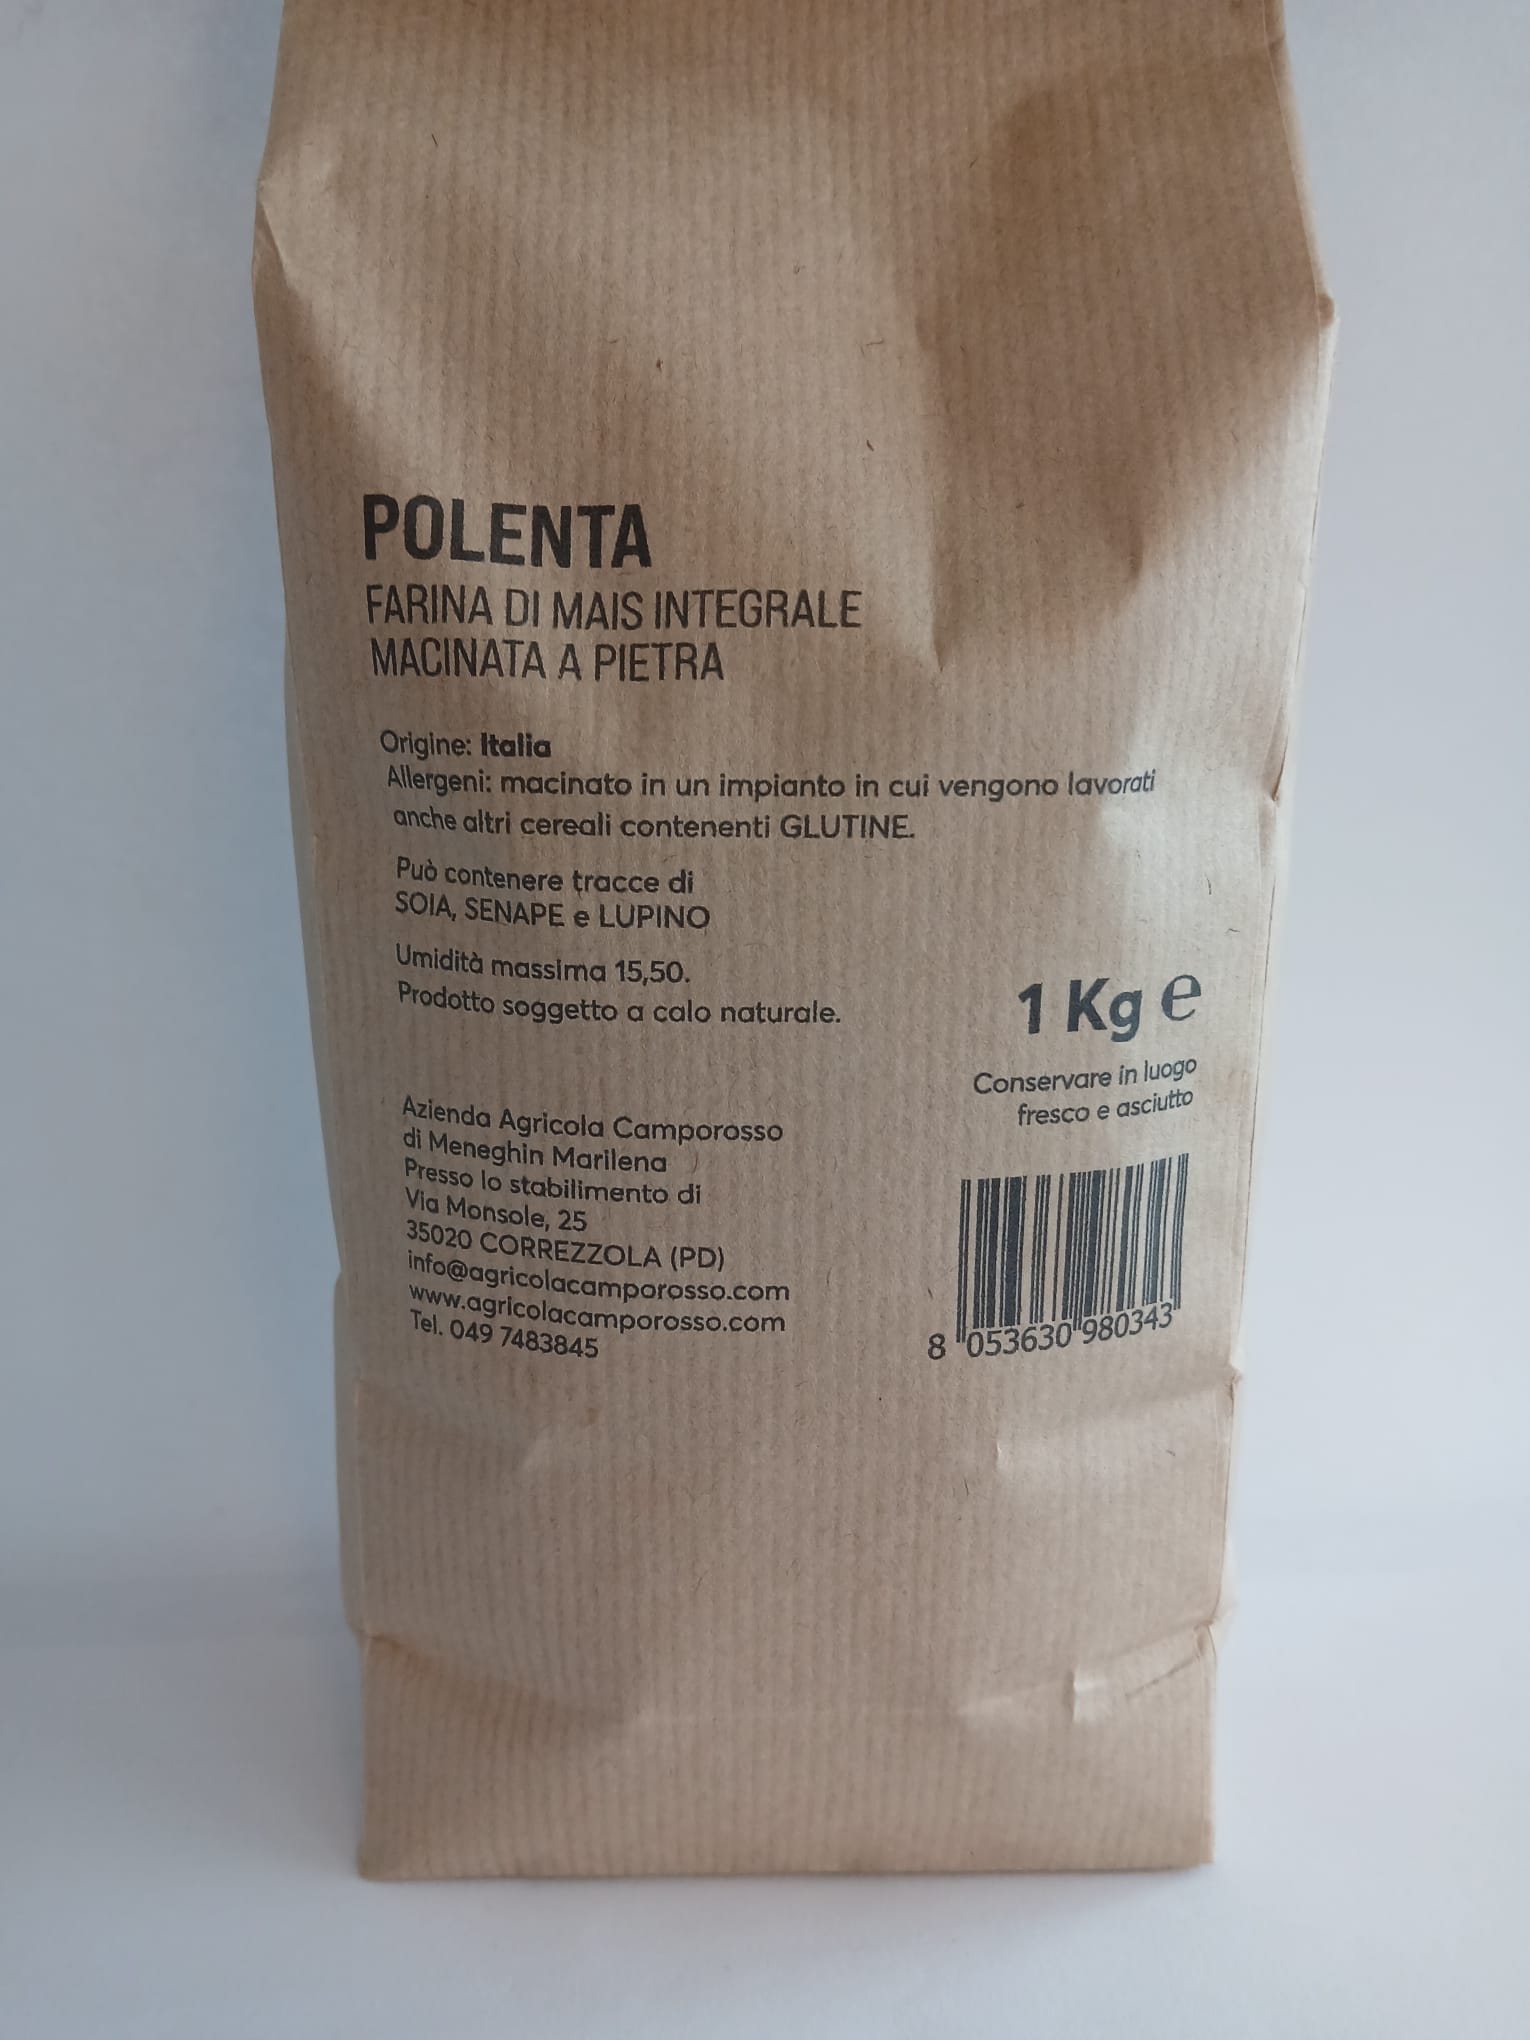 POLENTA
FARINA DI MAIS INTEGRALE
MACINATA A PIETRA
Origine: Italia
Allergeni: macinato in un impianto in cui vengono lavorati
anche altri cereali contenenti GLUTINE.
Può contenere tracce di
SOIA, SENAPE e LUPINO
Umidità massima 15,50.
Prodotto soggetto a calo naturale.
1 Kg e
Conservare in luogo
fresco e asciutto
Azienda Agricola Camporosso
di Meneghin Marilena
Presso lo stabilimento di
Via Monsole, 25
35020 CORREZZOLA (PD)
info@agricolacamporosso.com
www.agricolacamporosso.com
Tel. 049 7483845
8 053630 980343